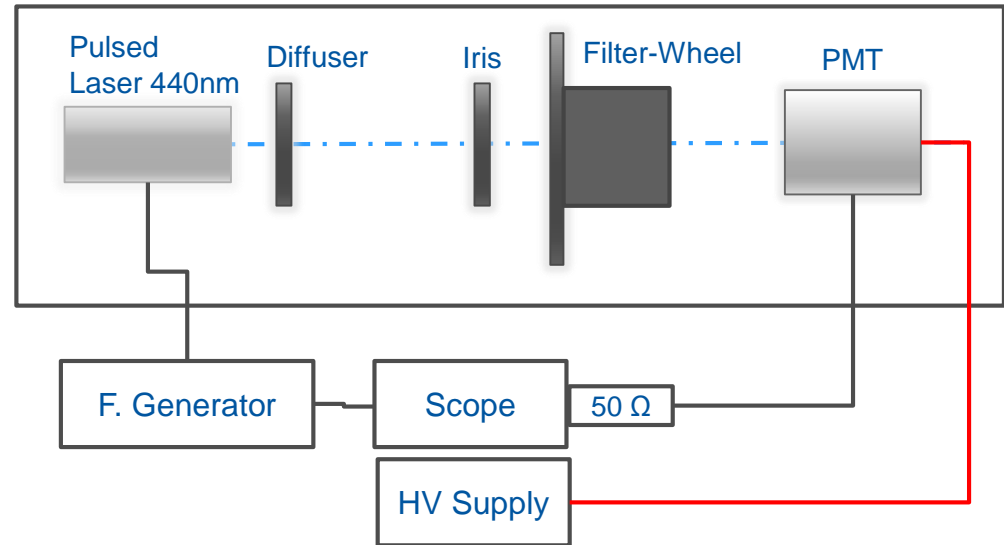 Pulsed
Laser 440nm
Diffuser
Iris
Filter-Wheel
PMT
F. Generator
Scope
50 Ω
HV Supply